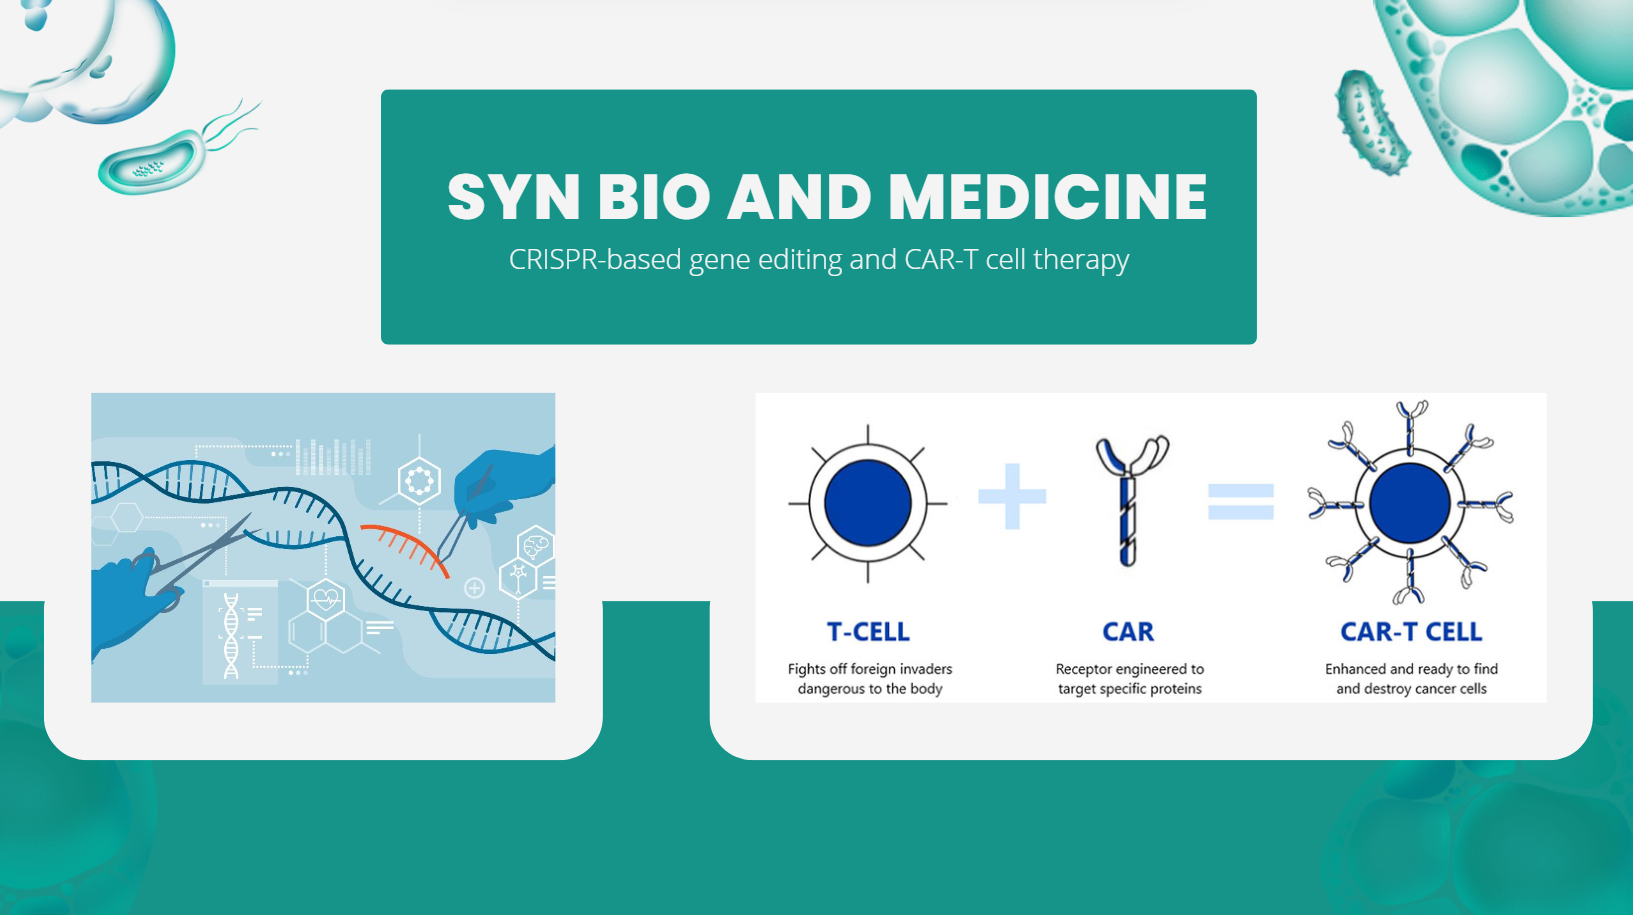 SYN BIO AND MEDICINE
CRISPR-based gene editing and CAR-T cell therapy
T-CELL
Fights off foreign invaders
dangerous to the body
CAR
Receptor engineered to
target specific proteins
CAR-T CELL
Enhanced and ready to find
and destroy cancer cells